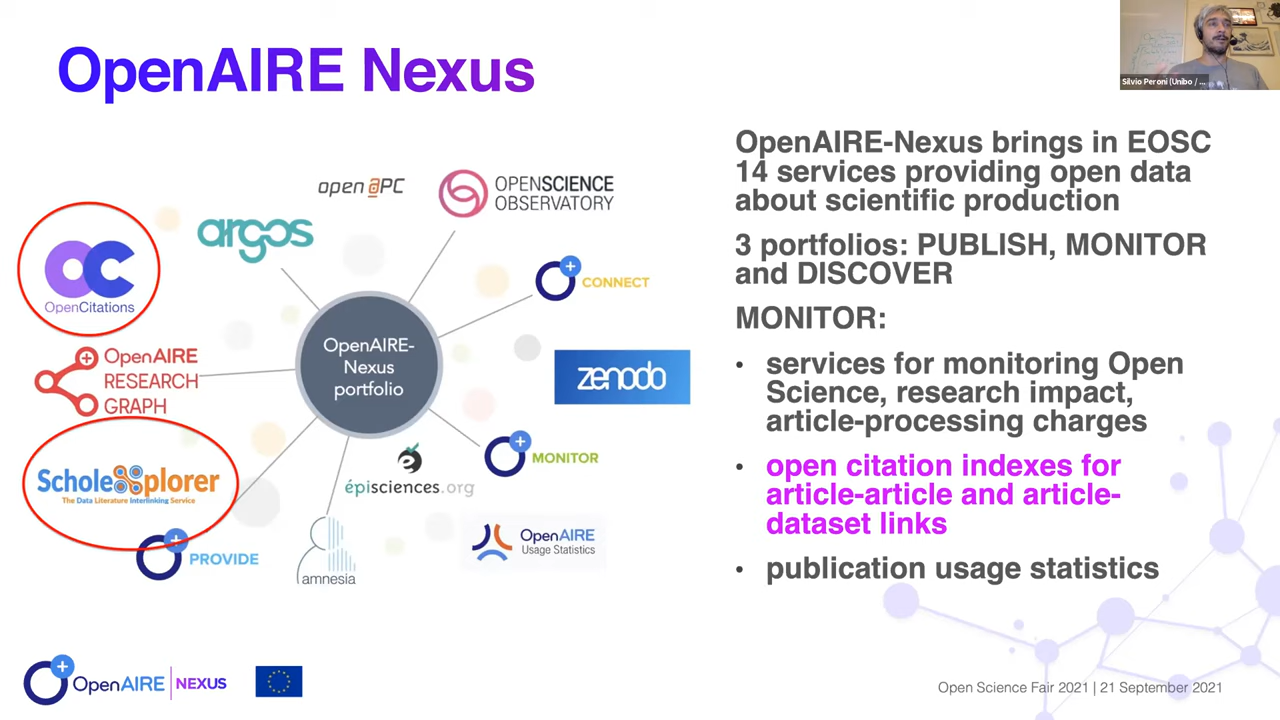 OpenAIRE Nexus
Silvio Peroni (Unibo / ...
OpenAIRE-Nexus brings in EOSC
14 services providing open data
about scientific production
3 portfolios: PUBLISH, MONITOR
and DISCOVER
MONITOR:
• services for monitoring Open
Science, research impact,
article-processing charges
• open citation indexes for
article-article and article-
dataset links
• publication usage statistics
open aPC
OPENSCIENCE
OBSERVATORY
argos
OpenCitations
CONNECT
OpenAIRE-
Nexus
portfolio
OpenAIRE
RESEARCH
GRAPH
zenodo
MONITOR
épisciences.org
Scholexplorer
The Data Literature Interlinking Service
PROVIDE
amnesia
OpenAIRE
Usage Statistics
OpenAIRE NEXUS
Open Science Fair 2021 | 21 September 2021